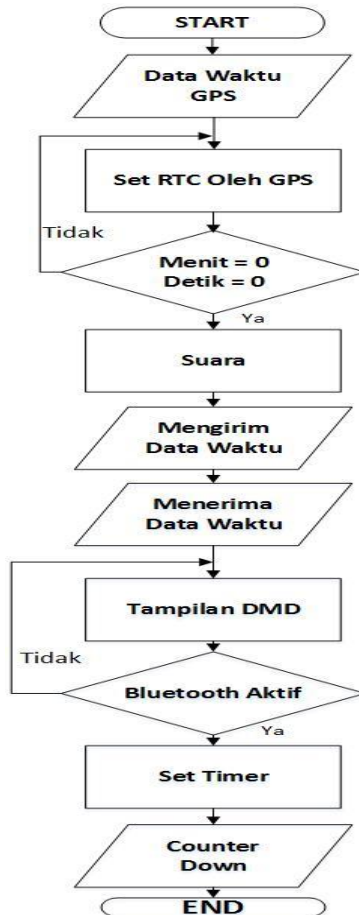 START
Data Waktu
GPS
Set RTC Oleh GPS
Tidak
Menit = 0
Detik = 0
Ya
Suara
Mengirim
Data Waktu
Menerima
Data Waktu
Tampilan DMD
Tidak
Bluetooth Aktif
Ya
Set Timer
Counter
Down
END